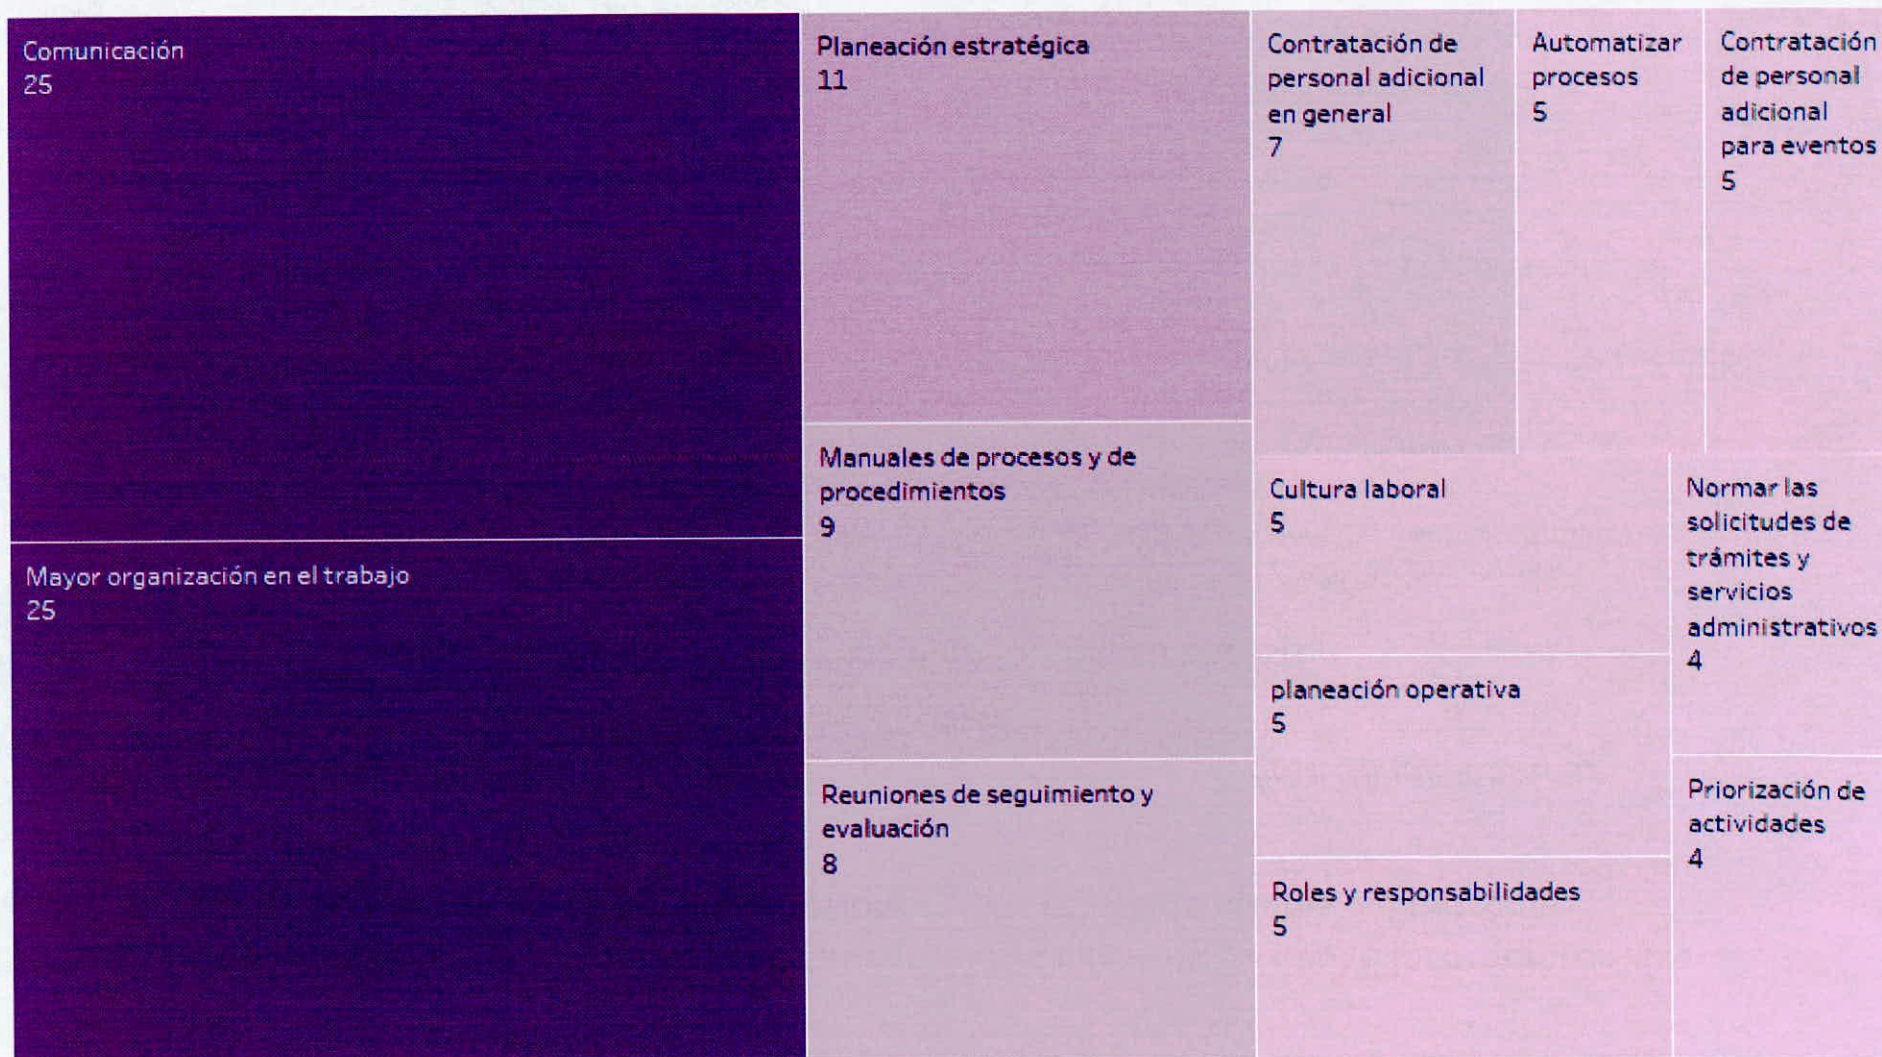 Comunicación
25
Mayor organización en el trabajo
25
Planeación estratégica
11
Manuales de procesos y de
procedimientos
9
Reuniones de seguimiento y
evaluación
8
Contratación de
personal adicional
en general
7
Automatizar
procesos
5
Contratación
de personal
adicional
para eventos
5
Cultura laboral
5
planeación operativa
5
Roles y responsabilidades
5
Normar las
solicitudes de
trámites y
servicios
administrativos
4
Priorización de
actividades
4